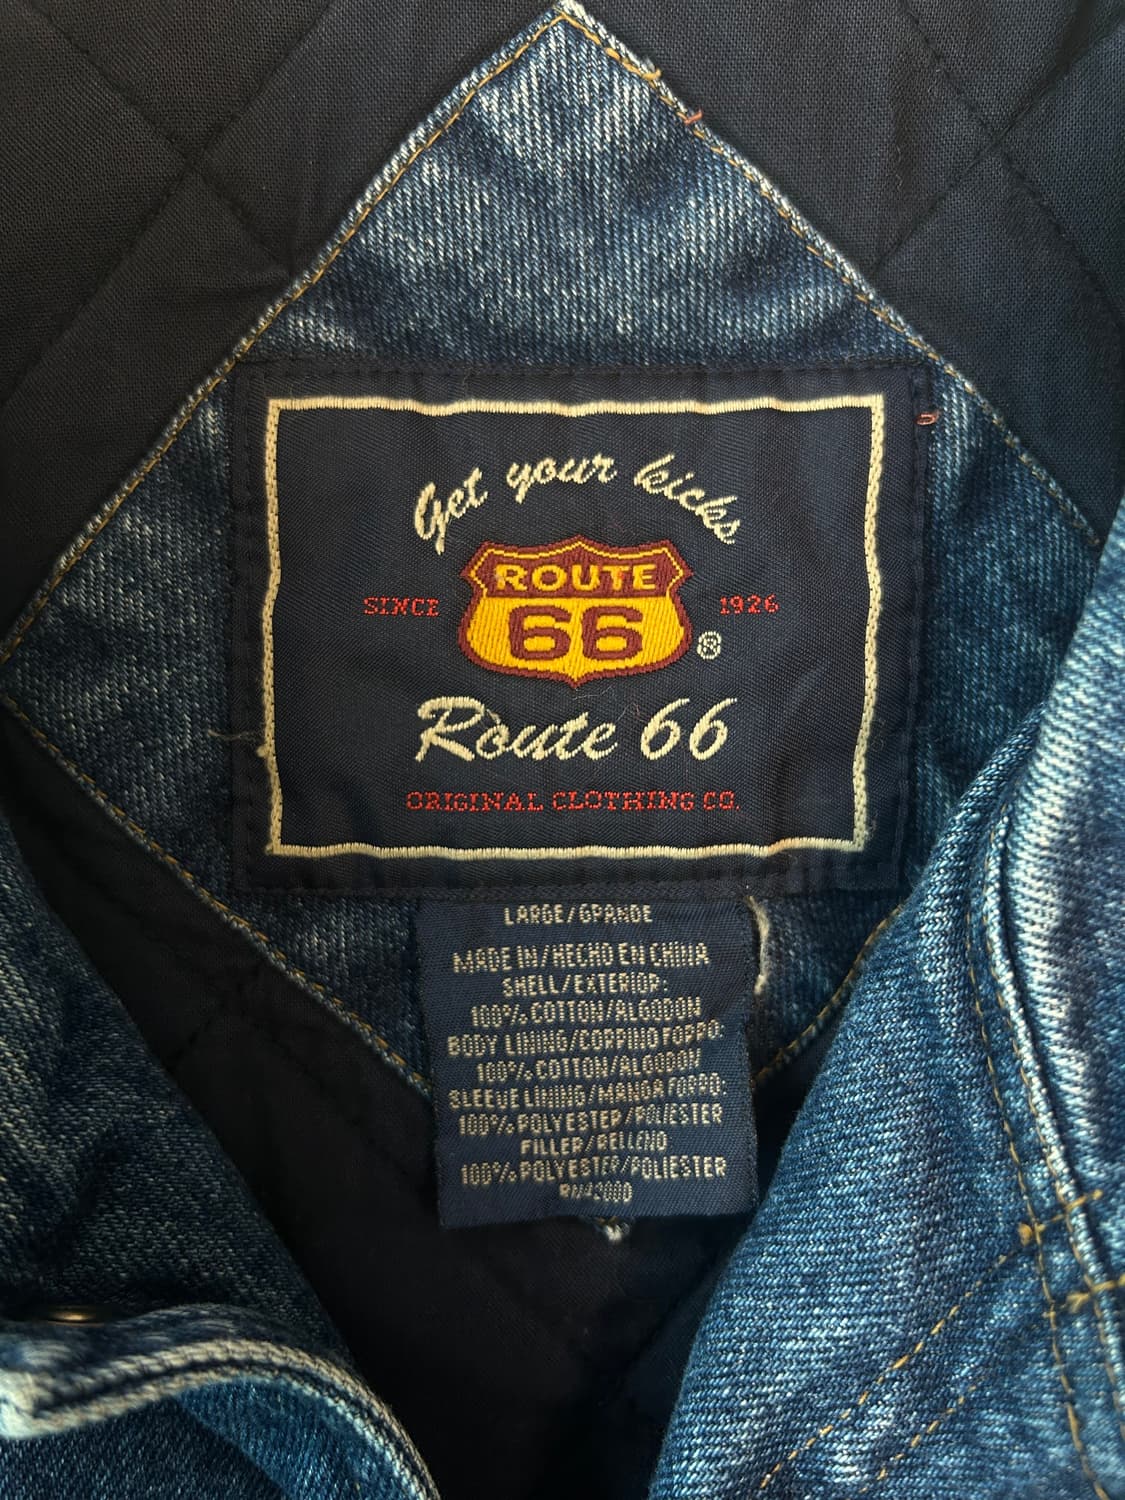 Get your kicks
ROUTE
66
SINCE 1926
®
Route 66
ORIGINAL CLOTHING CO.
LARGE/GRANDE
MADE IN/HECHO EN CHINA
SHELL/EXTERIOR:
100% COTTON/ALGODON
BODY LINING/CORPINO FORRO:
100% COTTON/ALGODON
SLEEVE LINING/MANGA FORRO:
100% POLYESTER/POLIESTER
FILLER/RELLENO
100% POLYESTER/POLIESTER